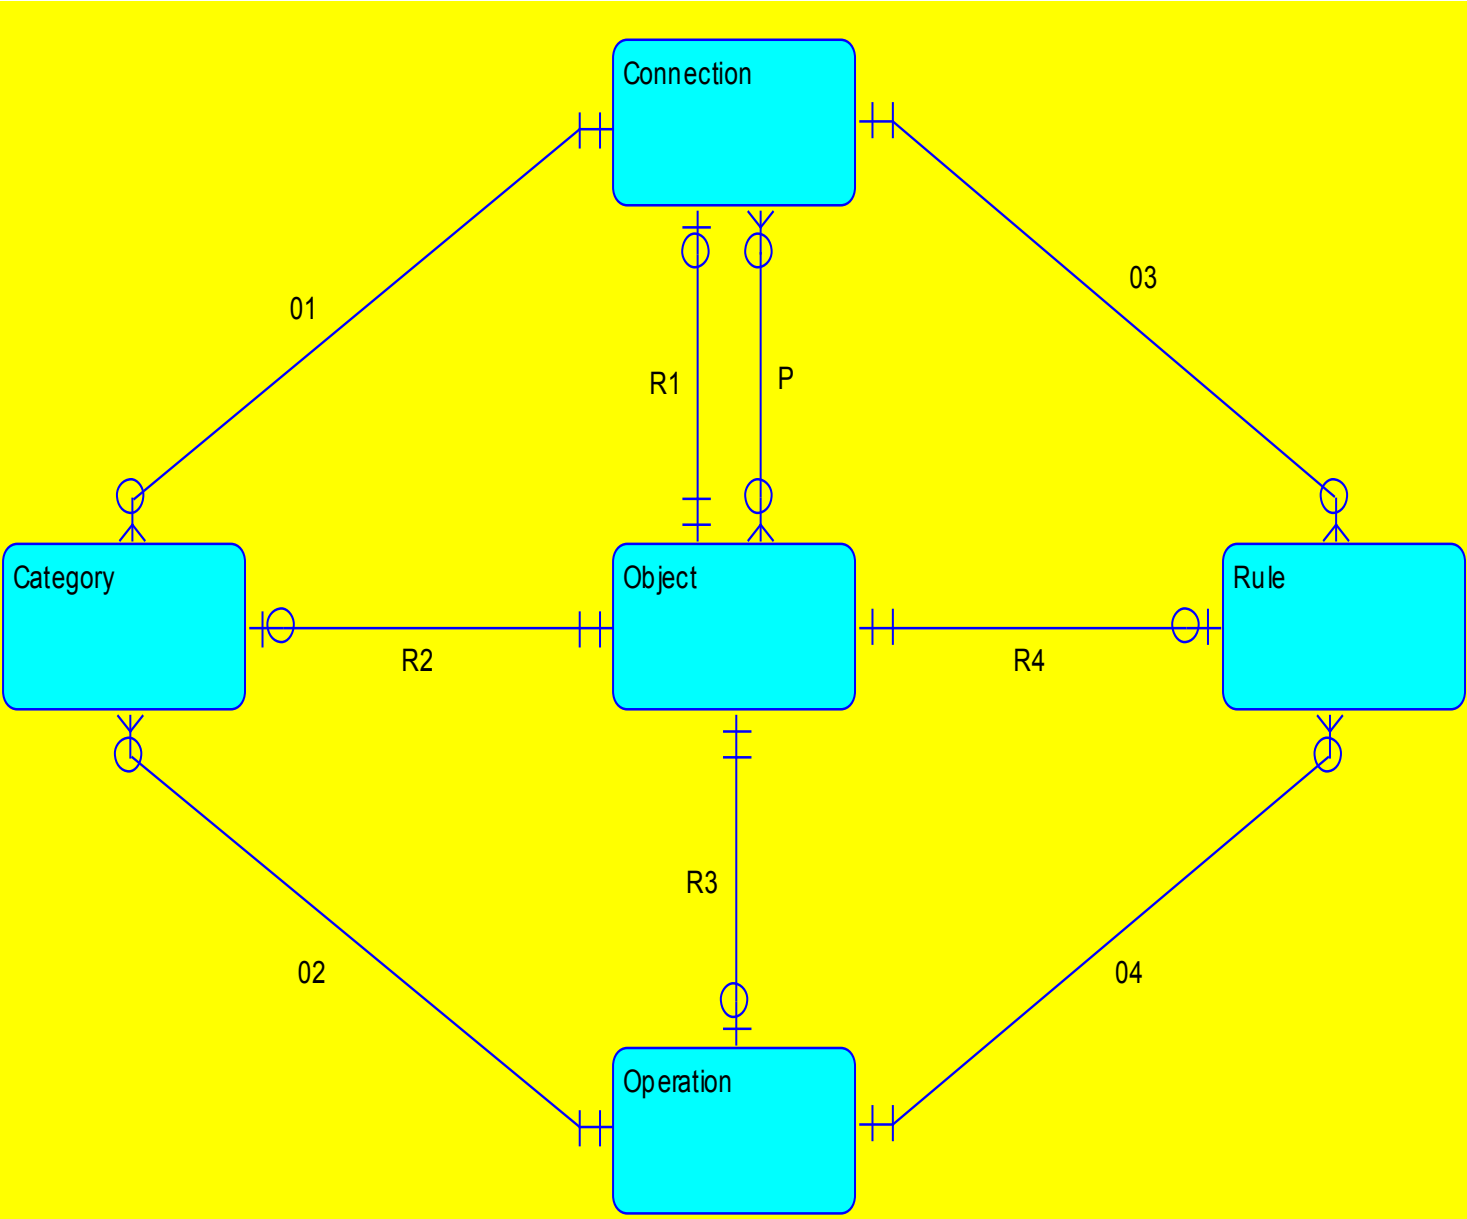 Connection
03
01
R1
P
Category
Object
Rule
R2
R4
R3
02
04
Operation